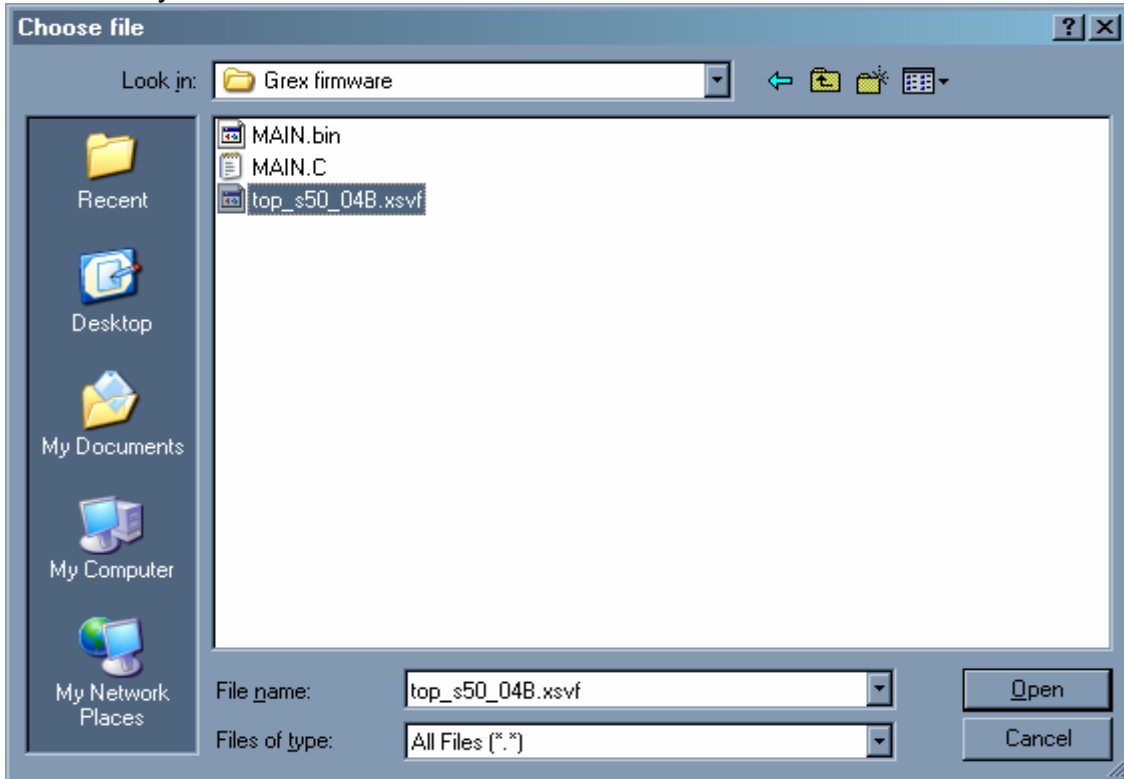 Choose file
Look in:
Grex firmware
MAIN.bin
MAIN.C
top_s50_04B.xsvf
Recent
Desktop
My Documents
My Computer
My Network
Places
File name:
top_s50_04B.xsvf
Open
Files of type:
All Files (*.*)
Cancel